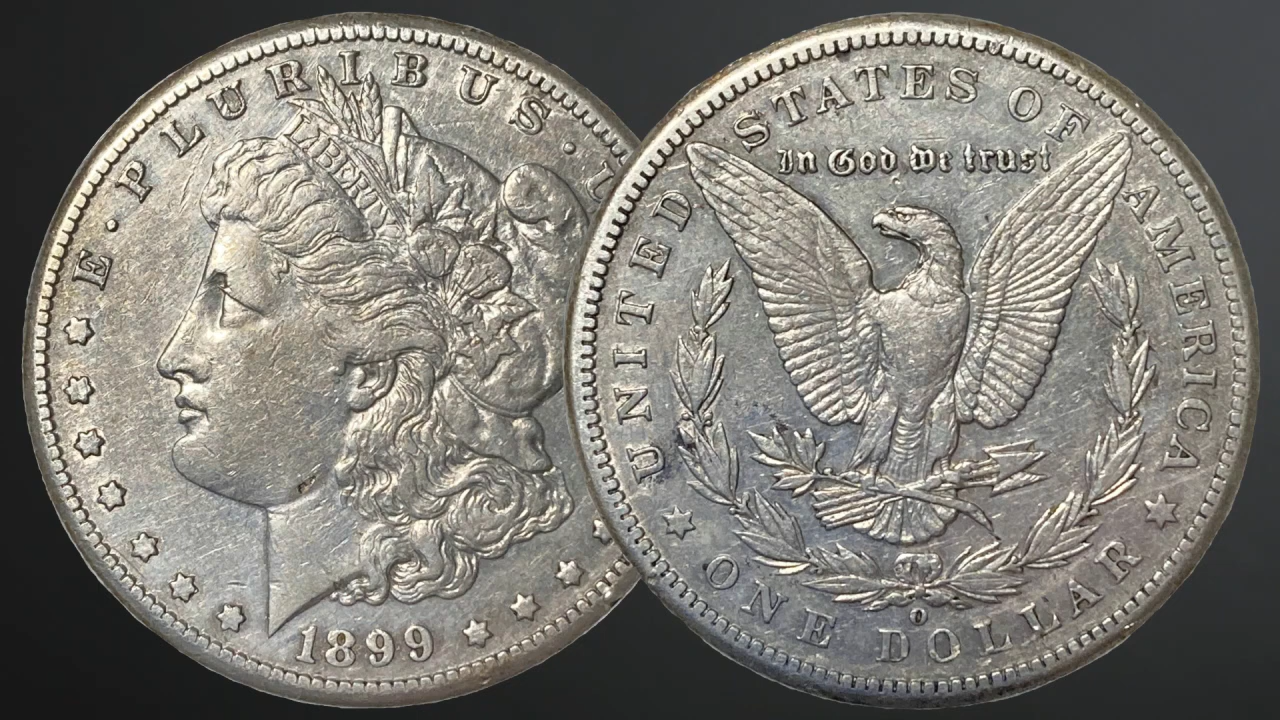 E · PLURIBUS · U
LIBERTY
1899
UNITED STATES OF AMERICA
In God we trust
O
ONE DOLLAR